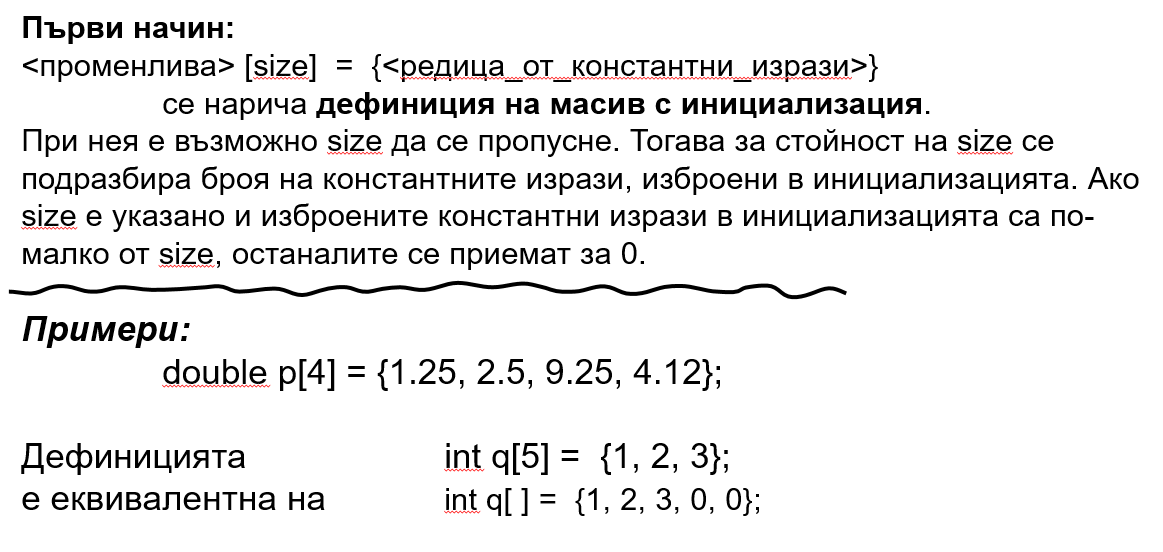 Първи начин:
<променлива> [size] = {<редица_от_константни_изрази>}
се нарича дефиниция на масив с инициализация.
При нея е възможно size да се пропусне. Тогава за стойност на size се
подразбира броя на константните изрази, изброени в инициализацията. Ако
size е указано и изброените константни изрази в инициализацията са по-
малко от size, останалите се приемат за 0.
Примери:
double p[4] = {1.25, 2.5, 9.25, 4.12};
Дефиницията int q[5] = {1, 2, 3};
е еквивалентна на int q[ ] = {1, 2, 3, 0, 0};